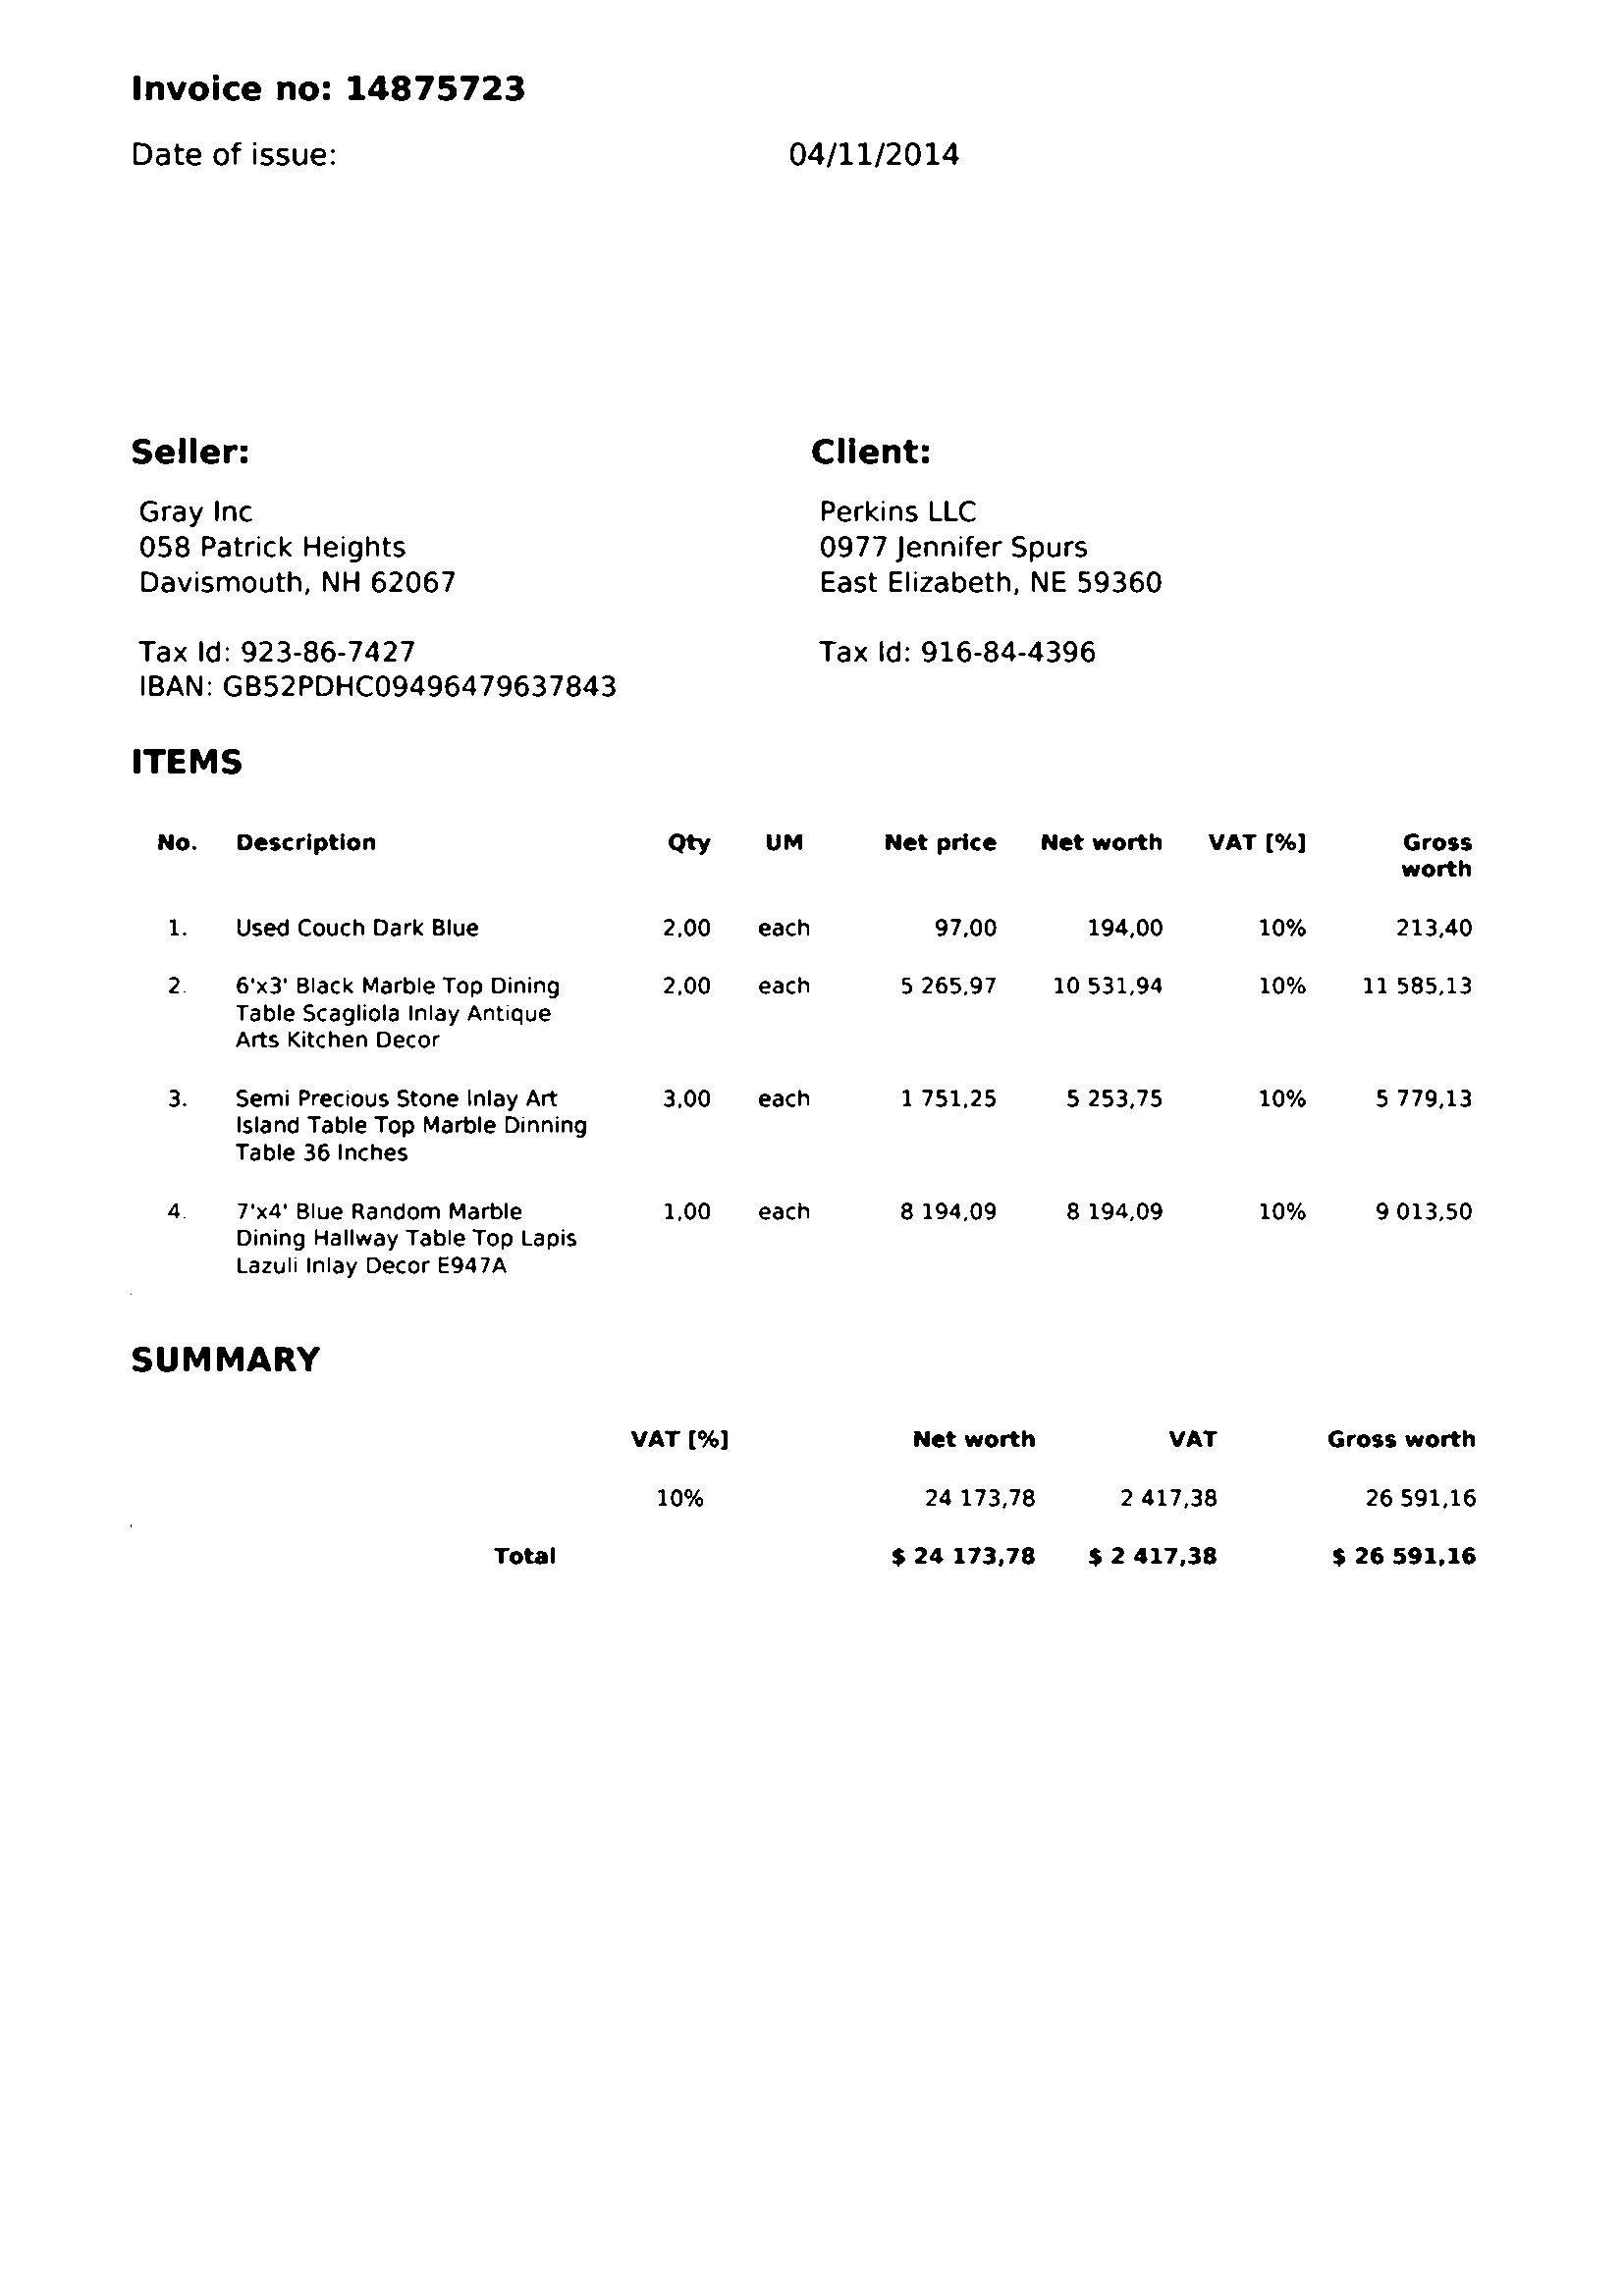 Invoice no: 14875723
Date of issue: 04/11/2014
Seller:
Gray Inc
058 Patrick Heights
Davismouth, NH 62067
Tax Id: 923-86-7427
IBAN: GB52PDHC09496479637843
Client:
Perkins LLC
0977 Jennifer Spurs
East Elizabeth, NE 59360
Tax Id: 916-84-4396
ITEMS
No. Description Qty UM Net price Net worth VAT [%] Gross
worth
1. Used Couch Dark Blue 2,00 each 97,00 194,00 10% 213,40
2. 6'x3' Black Marble Top Dining 2,00 each 5 265,97 10 531,94 10% 11 585,13
Table Scagliola Inlay Antique
Arts Kitchen Decor
3. Semi Precious Stone Inlay Art 3,00 each 1 751,25 5 253,75 10% 5 779,13
Island Table Top Marble Dinning
Table 36 Inches
4. 7'x4' Blue Random Marble 1,00 each 8 194,09 8 194,09 10% 9 013,50
Dining Hallway Table Top Lapis
Lazuli Inlay Decor E947A
SUMMARY
VAT [%] Net worth VAT Gross worth
10% 24 173,78 2 417,38 26 591,16
Total $ 24 173,78 $ 2 417,38 $ 26 591,16